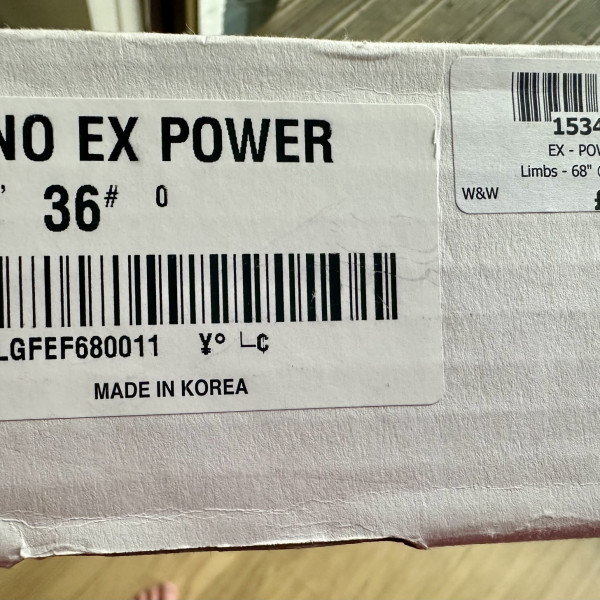 NO EX POWER
" 36# 0
LGFEF680011 ¥° └¢
MADE IN KOREA
1534
EX - POW
Limbs - 68"
W&W
£